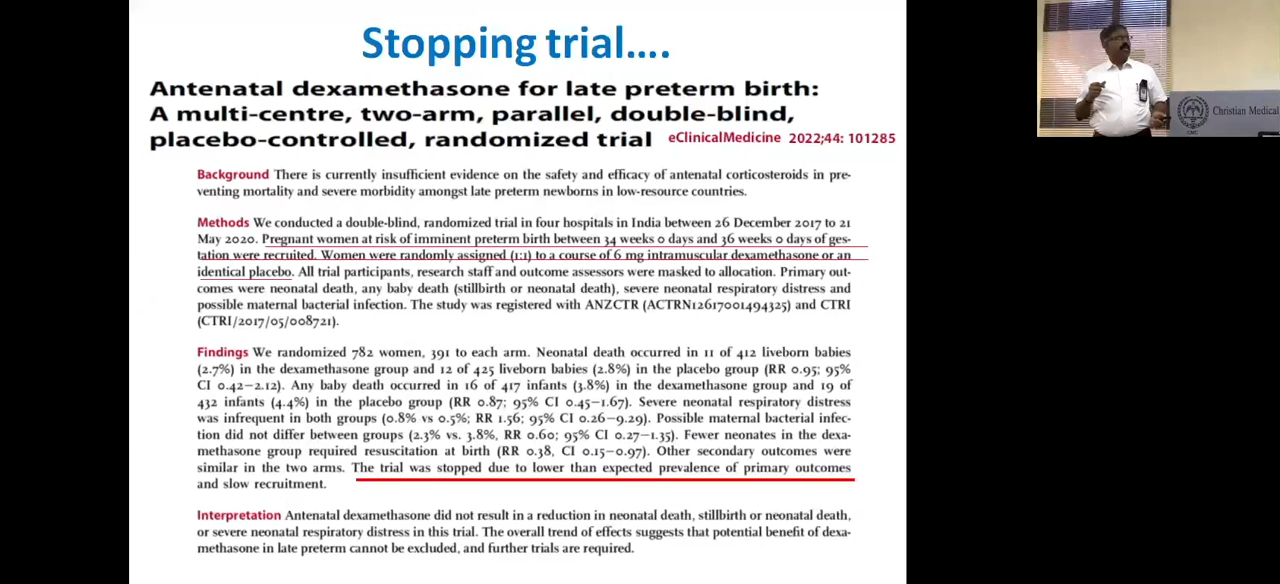 Stopping trial....
Antenatal dexamethasone for late preterm birth:
A multi-centre, two-arm, parallel, double-blind,
placebo-controlled, randomized trial eClinicalMedicine 2022;44: 101285
Background There is currently insufficient evidence on the safety and efficacy of antenatal corticosteroids in pre-
venting mortality and severe morbidity amongst late preterm newborns in low-resource countries.
Methods We conducted a double-blind, randomized trial in four hospitals in India between 26 December 2017 to 21
May 2020. Pregnant women at risk of imminent preterm birth between 34 weeks 0 days and 36 weeks 0 days of ges-
tation were recruited. Women were randomly assigned (1:1) to a course of 6 mg intramuscular dexamethasone or an
identical placebo. All trial participants, research staff and outcome assessors were masked to allocation. Primary out-
comes were neonatal death, any baby death (stillbirth or neonatal death), severe neonatal respiratory distress and
possible maternal bacterial infection. The study was registered with ANZCTR (ACTRN12617001494325) and CTRI
(CTRI/2017/05/008721).
Findings We randomized 782 women, 391 to each arm. Neonatal death occurred in 11 of 412 liveborn babies
(2.7%) in the dexamethasone group and 12 of 425 liveborn babies (2.8%) in the placebo group (RR 0.95; 95%
CI 0.42−2.12). Any baby death occurred in 16 of 417 infants (3.8%) in the dexamethasone group and 19 of
432 infants (4.4%) in the placebo group (RR 0.87; 95% CI 0.45−1.67). Severe neonatal respiratory distress
was infrequent in both groups (0.8% vs 0.5%; RR 1.56; 95% CI 0.26−9.29). Possible maternal bacterial infec-
tion did not differ between groups (2.3% vs. 3.8%, RR 0.60; 95% CI 0.27−1.35). Fewer neonates in the dexa-
methasone group required resuscitation at birth (RR 0.38, CI 0.15−0.97). Other secondary outcomes were
similar in the two arms. The trial was stopped due to lower than expected prevalence of primary outcomes
and slow recruitment.
Interpretation Antenatal dexamethasone did not result in a reduction in neonatal death, stillbirth or neonatal death,
or severe neonatal respiratory distress in this trial. The overall trend of effects suggests that potential benefit of dexa-
methasone in late preterm cannot be excluded, and further trials are required.
Christian Medical
CMC